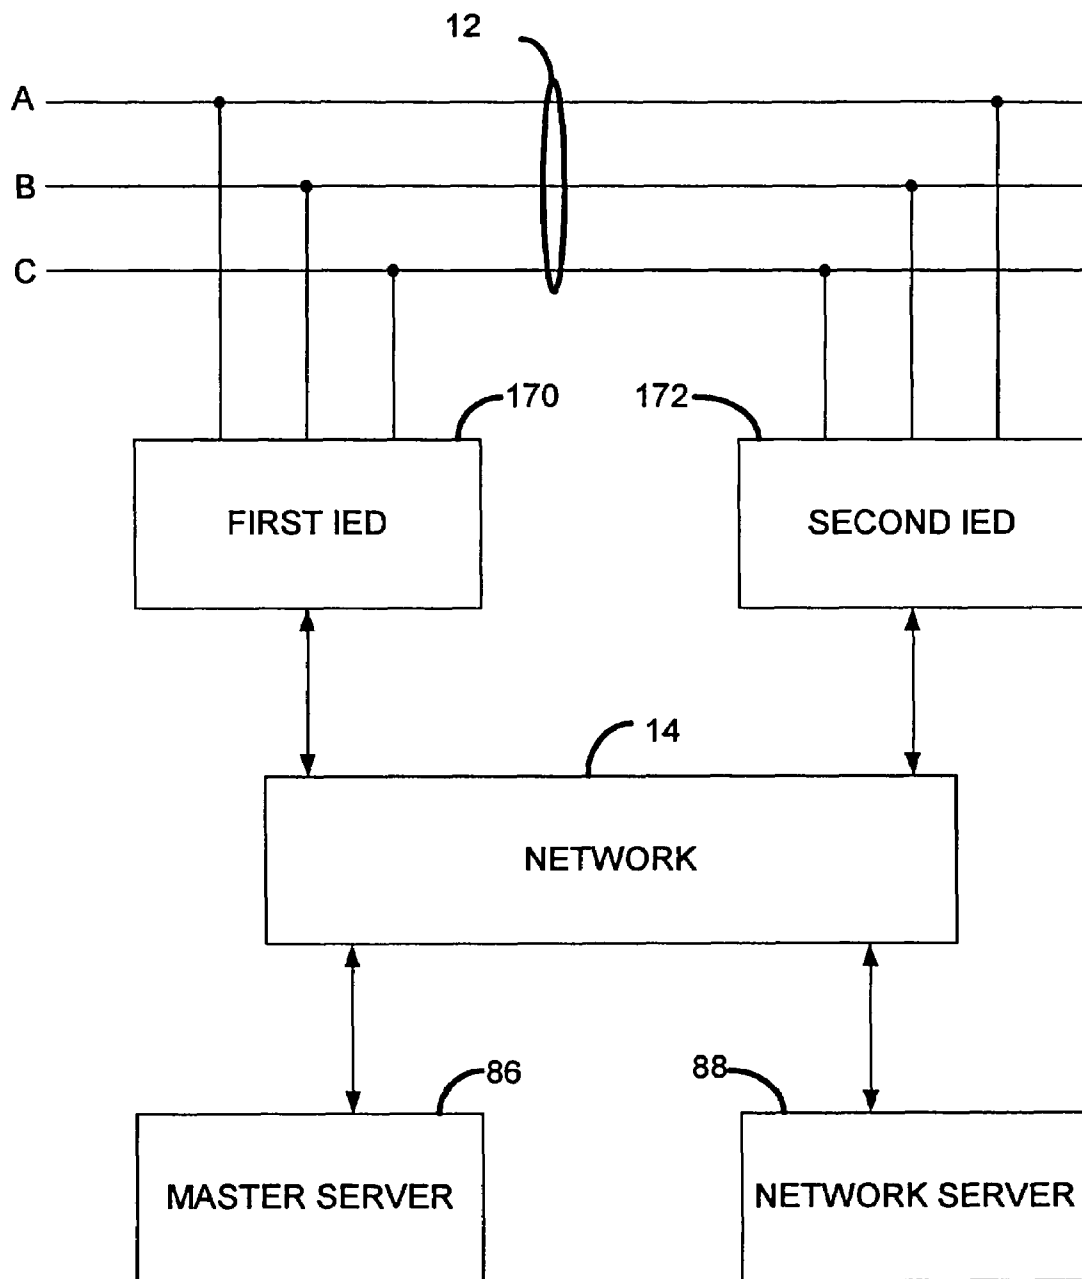 12
A
B
C
170
172
FIRST IED
SECOND IED
14
NETWORK
86
88
MASTER SERVER
NETWORK SERVER